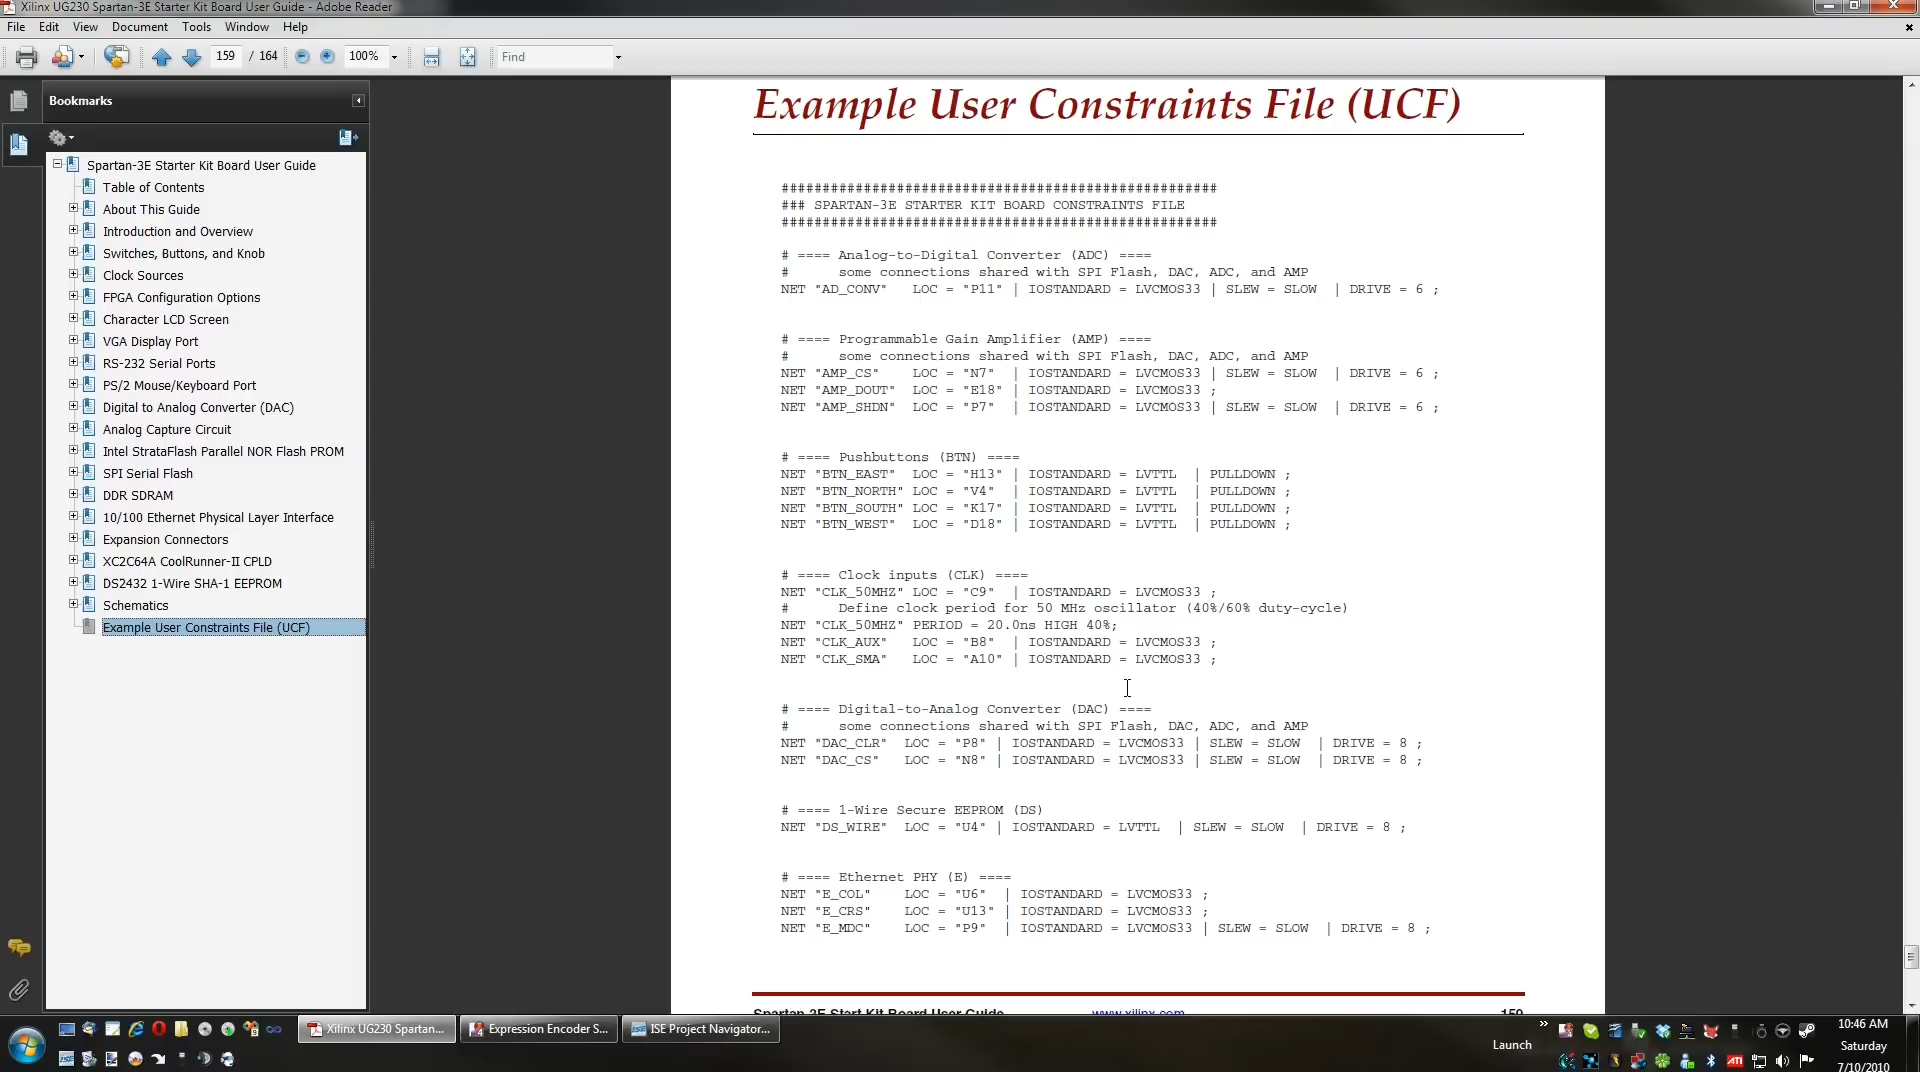 Xilinx UG230 Spartan-3E Starter Kit Board User Guide - Adobe Reader
File Edit View Document Tools Window Help
159 / 164 100% Find
Bookmarks
Spartan-3E Starter Kit Board User Guide
Table of Contents
About This Guide
Introduction and Overview
Switches, Buttons, and Knob
Clock Sources
FPGA Configuration Options
Character LCD Screen
VGA Display Port
RS-232 Serial Ports
PS/2 Mouse/Keyboard Port
Digital to Analog Converter (DAC)
Analog Capture Circuit
Intel StrataFlash Parallel NOR Flash PROM
SPI Serial Flash
DDR SDRAM
10/100 Ethernet Physical Layer Interface
Expansion Connectors
XC2C64A CoolRunner-II CPLD
DS2432 1-Wire SHA-1 EEPROM
Schematics
Example User Constraints File (UCF)
Example User Constraints File (UCF)
#####################################################
### SPARTAN-3E STARTER KIT BOARD CONSTRAINTS FILE
#####################################################
# ==== Analog-to-Digital Converter (ADC) ====
# some connections shared with SPI Flash, DAC, ADC, and AMP
NET "AD_CONV" LOC = "P11" | IOSTANDARD = LVCMOS33 | SLEW = SLOW | DRIVE = 6 ;
# ==== Programmable Gain Amplifier (AMP) ====
# some connections shared with SPI Flash, DAC, ADC, and AMP
NET "AMP_CS" LOC = "N7" | IOSTANDARD = LVCMOS33 | SLEW = SLOW | DRIVE = 6 ;
NET "AMP_DOUT" LOC = "E18" | IOSTANDARD = LVCMOS33 ;
NET "AMP_SHDN" LOC = "P7" | IOSTANDARD = LVCMOS33 | SLEW = SLOW | DRIVE = 6 ;
# ==== Pushbuttons (BTN) ====
NET "BTN_EAST" LOC = "H13" | IOSTANDARD = LVTTL | PULLDOWN ;
NET "BTN_NORTH" LOC = "V4" | IOSTANDARD = LVTTL | PULLDOWN ;
NET "BTN_SOUTH" LOC = "K17" | IOSTANDARD = LVTTL | PULLDOWN ;
NET "BTN_WEST" LOC = "D18" | IOSTANDARD = LVTTL | PULLDOWN ;
# ==== Clock inputs (CLK) ====
NET "CLK_50MHZ" LOC = "C9" | IOSTANDARD = LVCMOS33 ;
# Define clock period for 50 MHz oscillator (40%/60% duty-cycle)
NET "CLK_50MHZ" PERIOD = 20.0ns HIGH 40%;
NET "CLK_AUX" LOC = "B8" | IOSTANDARD = LVCMOS33 ;
NET "CLK_SMA" LOC = "A10" | IOSTANDARD = LVCMOS33 ;
# ==== Digital-to-Analog Converter (DAC) ====
# some connections shared with SPI Flash, DAC, ADC, and AMP
NET "DAC_CLR" LOC = "P8" | IOSTANDARD = LVCMOS33 | SLEW = SLOW | DRIVE = 8 ;
NET "DAC_CS" LOC = "N8" | IOSTANDARD = LVCMOS33 | SLEW = SLOW | DRIVE = 8 ;
# ==== 1-Wire Secure EEPROM (DS)
NET "DS_WIRE" LOC = "U4" | IOSTANDARD = LVTTL | SLEW = SLOW | DRIVE = 8 ;
# ==== Ethernet PHY (E) ====
NET "E_COL" LOC = "U6" | IOSTANDARD = LVCMOS33 ;
NET "E_CRS" LOC = "U13" | IOSTANDARD = LVCMOS33 ;
NET "E_MDC" LOC = "P9" | IOSTANDARD = LVCMOS33 | SLEW = SLOW | DRIVE = 8 ;
Spartan-3E Start Kit Board User Guide www.xilinx.com 159
Xilinx UG230 Spartan... Expression Encoder S... ISE Project Navigator...
Launch
10:46 AM
Saturday
7/10/2010